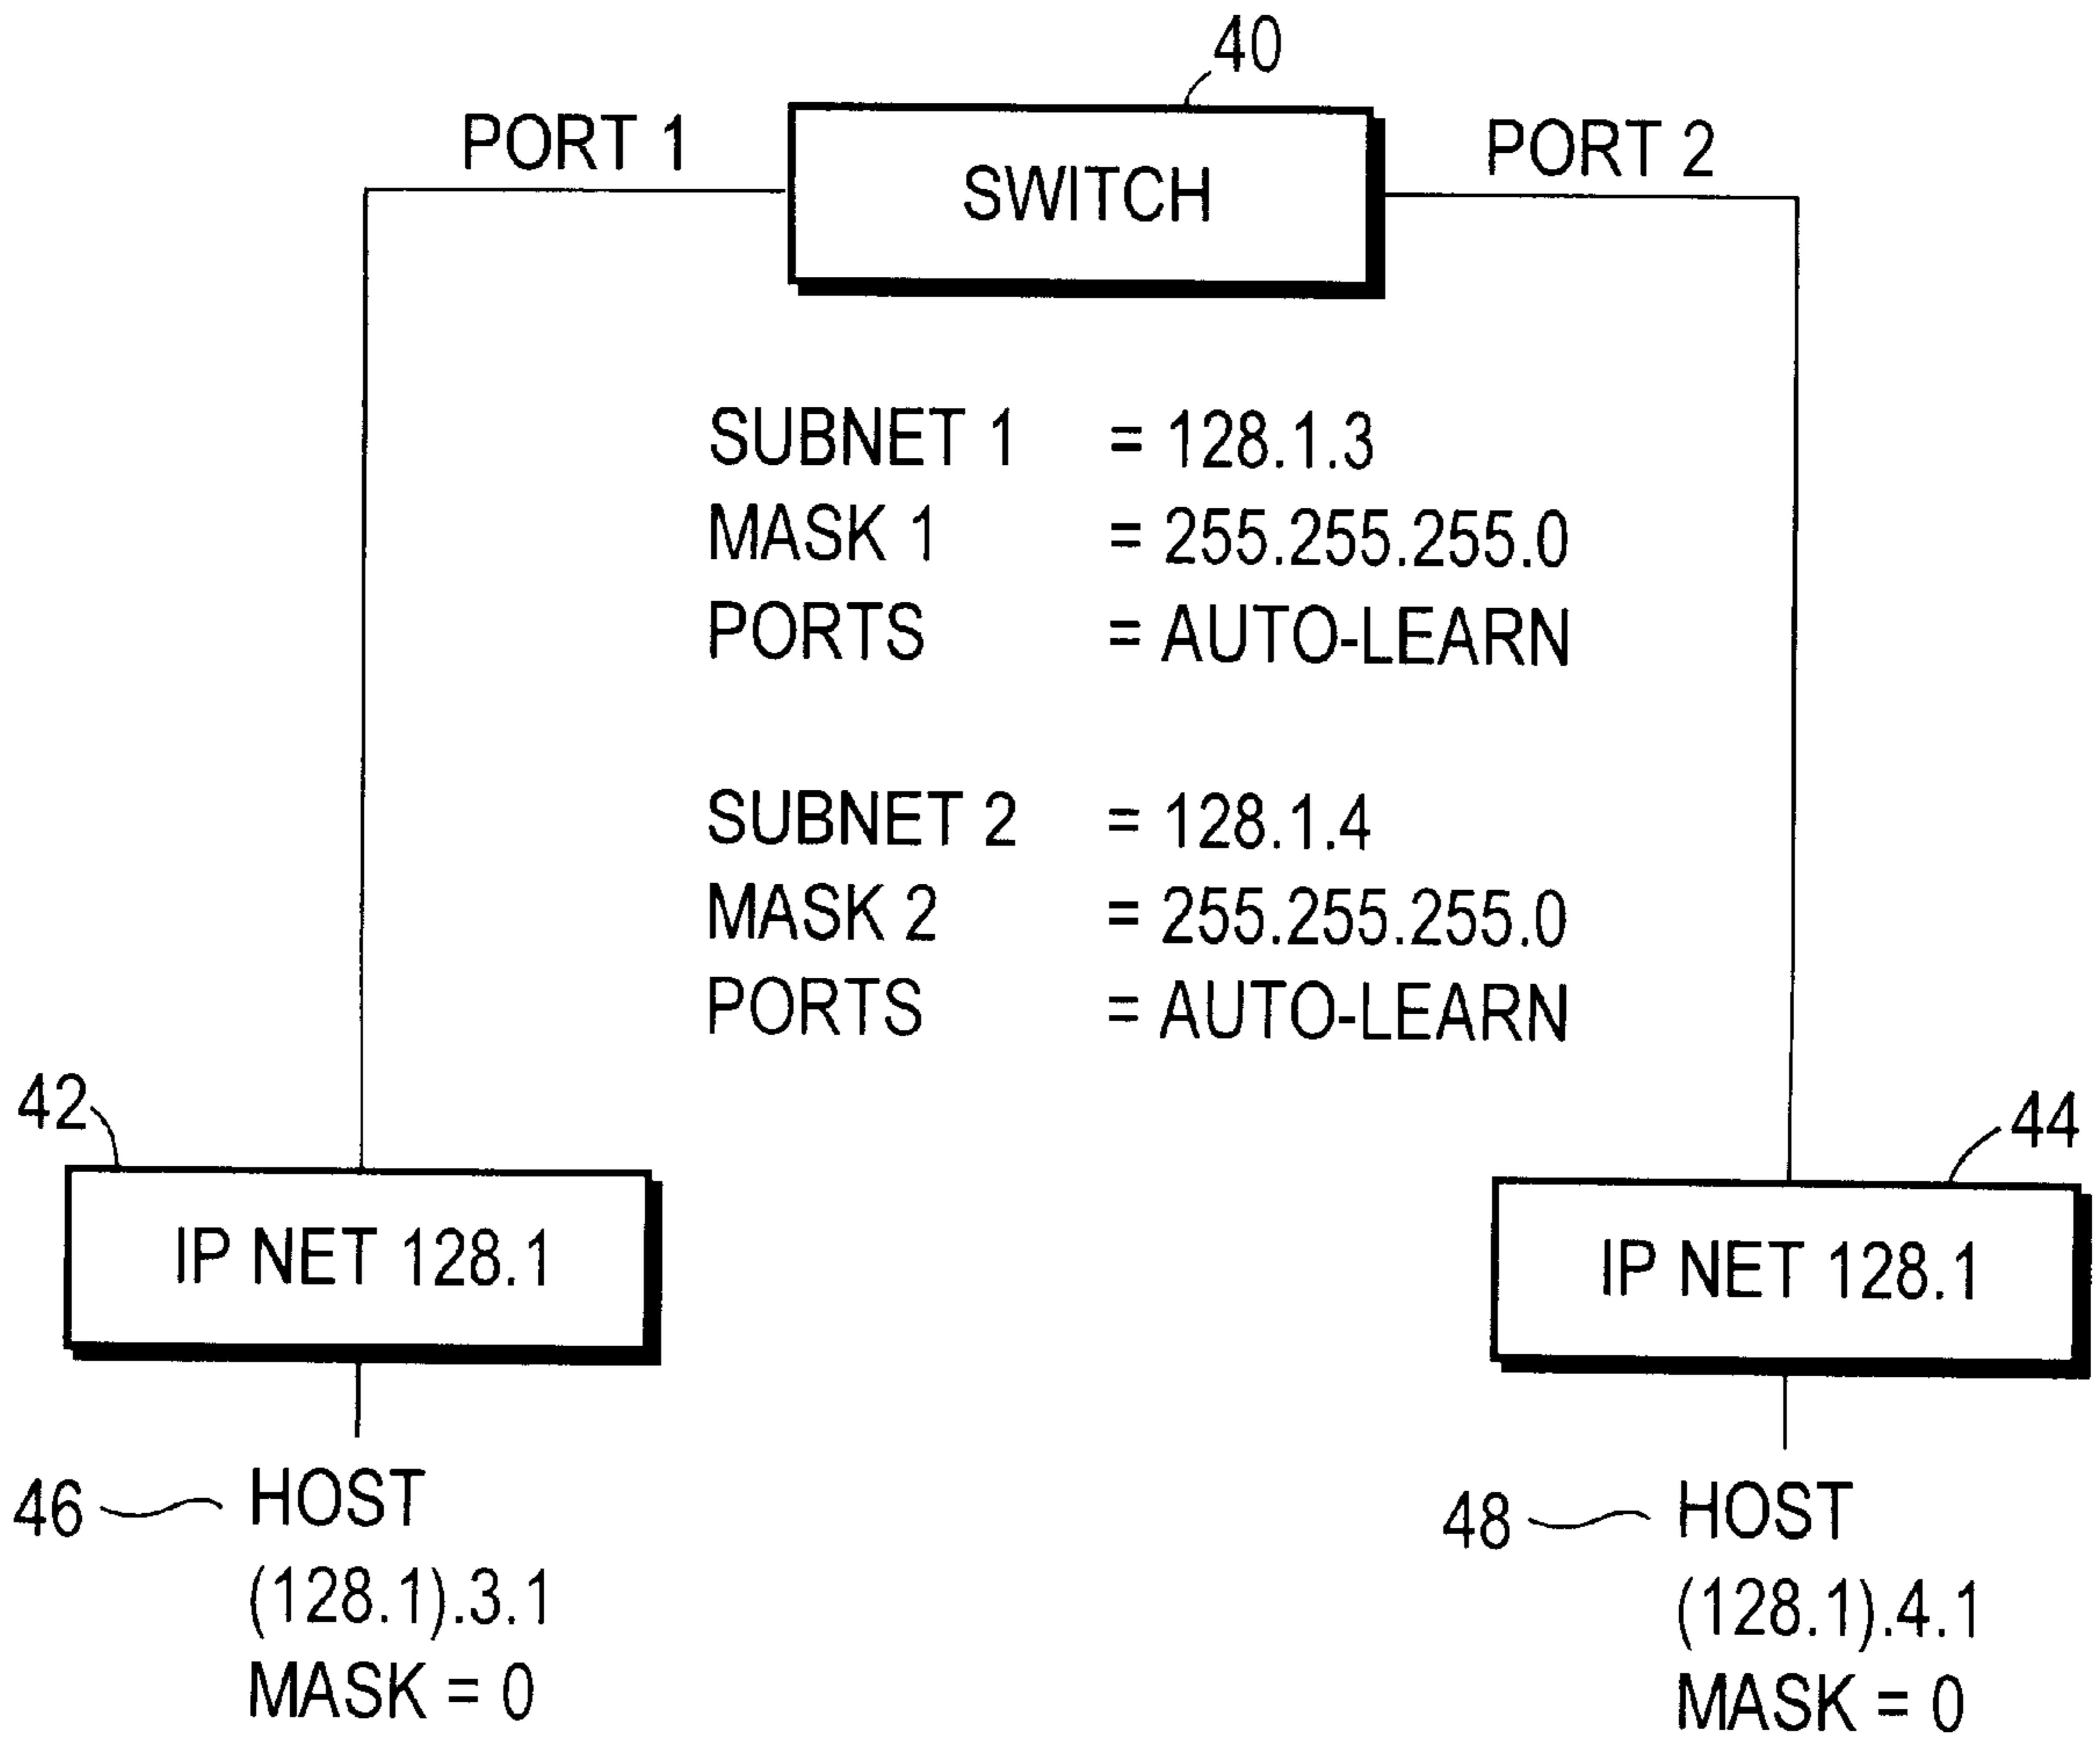 40
PORT 1
SWITCH
PORT 2
SUBNET 1 = 128.1.3
MASK 1 = 255.255.255.0
PORTS = AUTO-LEARN
SUBNET 2 = 128.1.4
MASK 2 = 255.255.255.0
PORTS = AUTO-LEARN
42
IP NET 128.1
44
IP NET 128.1
46 HOST
(128.1).3.1
MASK = 0
48 HOST
(128.1).4.1
MASK = 0